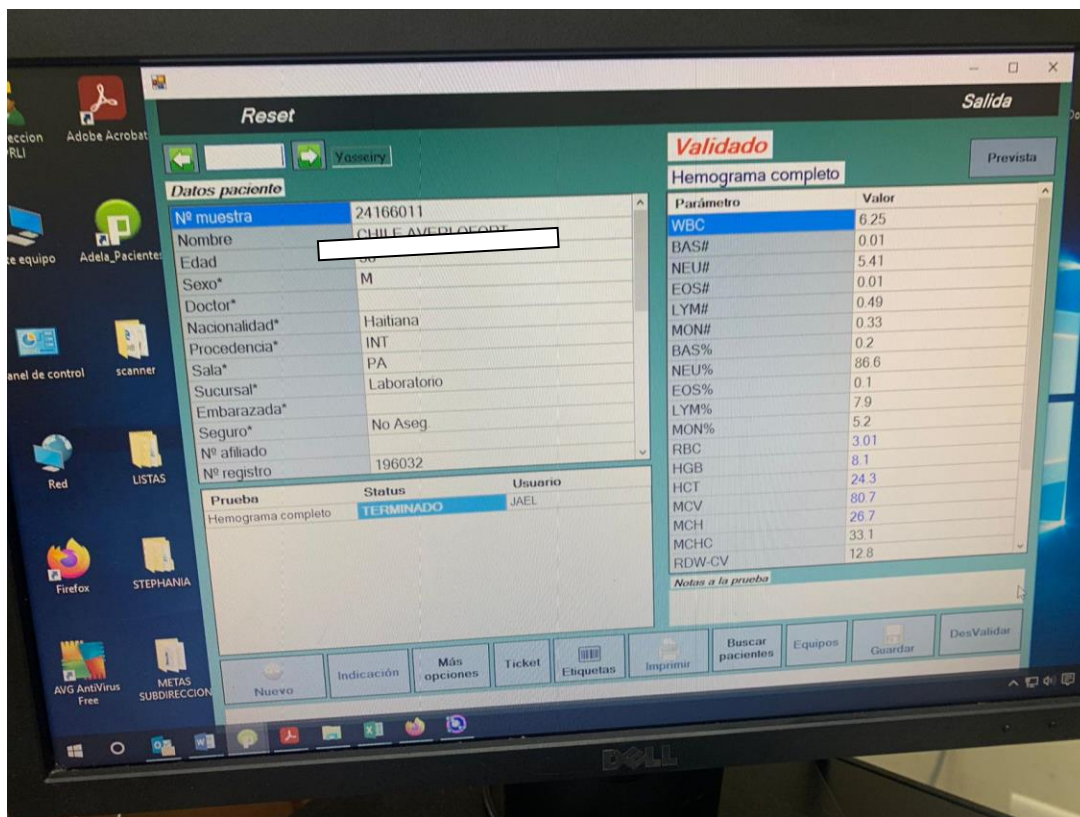 Adobe Acrobat
Adela_Paciente
scanner
Red
LISTAS
Firefox
STEPHANIA
AVG AntiVirus
Free
METAS
SUBDIRECCION
Reset
Salida
Yasseiry
Validado
Hemograma completo
Prevista
Datos paciente
Nº muestra 24166011
Nombre
Edad
Sexo* M
Doctor*
Nacionalidad* Haitiana
Procedencia* INT
Sala* PA
Sucursal* Laboratorio
Embarazada*
Seguro* No Aseg.
Nº afiliado
Nº registro 196032
Parámetro Valor
WBC 6.25
BAS# 0.01
NEU# 5.41
EOS# 0.01
LYM# 0.49
MON# 0.33
BAS% 0.2
NEU% 86.6
EOS% 0.1
LYM% 7.9
MON% 5.2
RBC 3.01
HGB 8.1
HCT 24.3
MCV 80.7
MCH 26.7
MCHC 33.1
RDW-CV 12.8
Prueba Status Usuario
Hemograma completo TERMINADO JAEL
Notas a la prueba
Nuevo
Indicación
Más
opciones
Ticket
Etiquetas
Imprimir
Buscar
pacientes
Equipos
Guardar
DesValidar
DELL